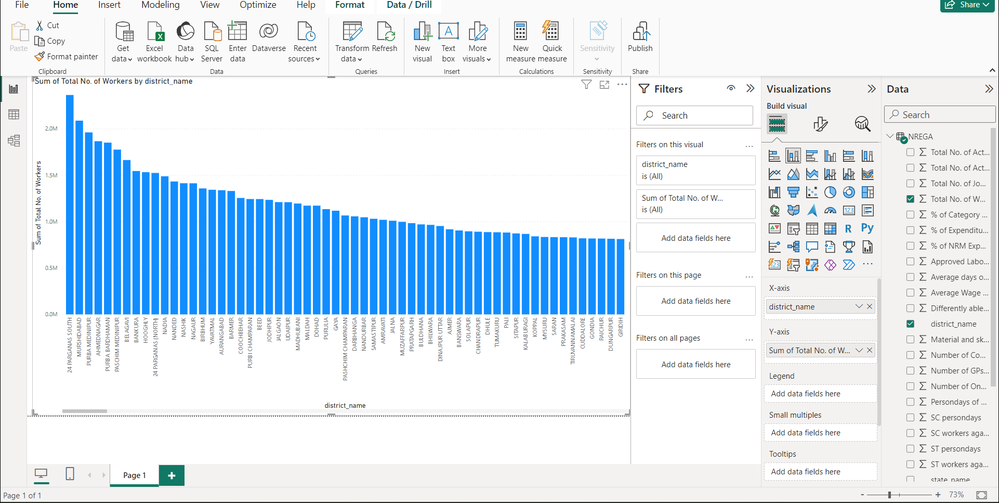 File Home Insert Modeling View Optimize Help Format Data / Drill Share
Paste
Cut
Copy
Format painter
Clipboard
Get data
Excel workbook
Data hub
SQL Server
Enter data
Dataverse
Recent sources
Data
Transform data
Refresh
Queries
New visual
Text box
More visuals
Insert
New measure
Quick measure
Calculations
Sensitivity
Sensitivity
Publish
Share
Sum of Total No. of Workers by district_name
Sum of Total No. of Workers
2.0M
1.5M
1.0M
0.5M
0.0M
24 PARGANAS SOUTH
MURSHIDABAD
PURBA MEDINIPUR
AHMEDNAGAR
PURBA BARDHAMAN
PASCHIM MEDINIPUR
BELAGAVI
BANKURA
HOOGHLY
24 PARGANAS (NORTH)
NADIA
NANDED
NASHIK
NAGAUR
BIRBHUM
YAVATMAL
AURANGABAD
BARMER
COOCHBEHAR
PURBI CHAMPARAN
BEED
JODHPUR
JALGAON
UDAIPUR
MADHUBANI
MALDAH
DOHAD
PURULIA
GAYA
PASHCHIM CHAMPARAN
DARBHANGA
NANDURBAR
SAMASTIPUR
AMRAVATI
JALNA
MUZAFFARPUR
PRATAPGARH
BULDHANA
BHILWARA
DINAJPUR UTTAR
AJMER
BANSWARA
SOLAPUR
CHANDRAPUR
DHULE
TUMAKURU
PALI
SITAPUR
KALABURAGI
KOPPAL
MYSURU
SARAN
PRAKASAM
TIRUVANNAMALAI
CUDDALORE
GONDIA
RAICHUR
DUNGARPUR
GIRIDIH
district_name
Filters
Search
Filters on this visual
district_name
is (All)
Sum of Total No. of W...
is (All)
Add data fields here
Filters on this page
Add data fields here
Filters on all pages
Add data fields here
Visualizations
Build visual
123
R
Py
123
X-axis
district_name
Y-axis
Sum of Total No. of W...
Legend
Add data fields here
Small multiples
Add data fields here
Tooltips
Add data fields here
Data
Search
NREGA
Total No. of Act...
Total No. of Act...
Total No. of Jo...
Total No. of W...
% of Category ...
% of Expenditu...
% of NRM Exp...
Approved Labo...
Average days o...
Average Wage ...
Differently able...
district_name
Material and sk...
Number of Co...
Number of GPs...
Number of On...
Persondays of ...
SC persondays
SC workers aga...
ST persondays
ST workers aga...
state_name
Page 1
+
Page 1 of 1
- + 73%